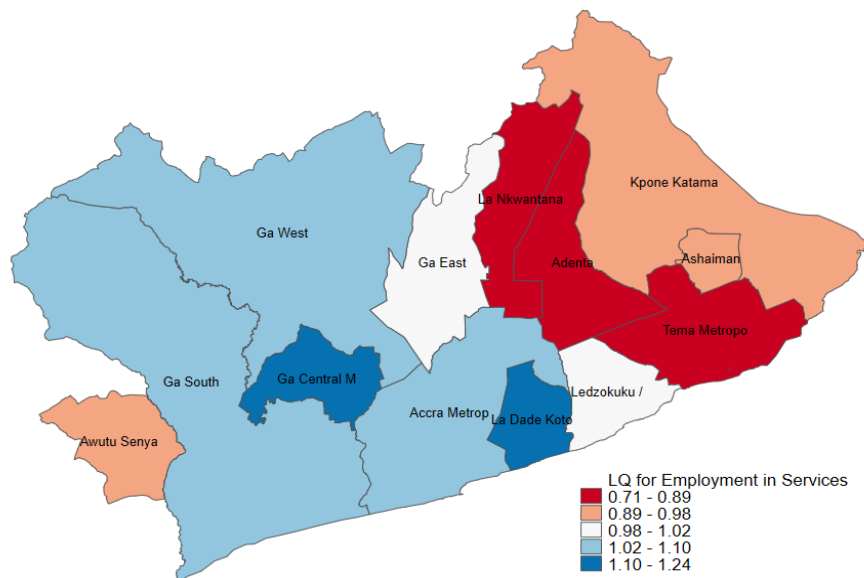 Kpone Katama
La Nkwantana
Ga West
Ga East
Adenta
Ashaiman
Tema Metropo
Ga Central M
Ga South
Ledzokuku /
Accra Metrop
La Dade Koto
Awutu Senya
LQ for Employment in Services
0.71 - 0.89
0.89 - 0.98
0.98 - 1.02
1.02 - 1.10
1.10 - 1.24